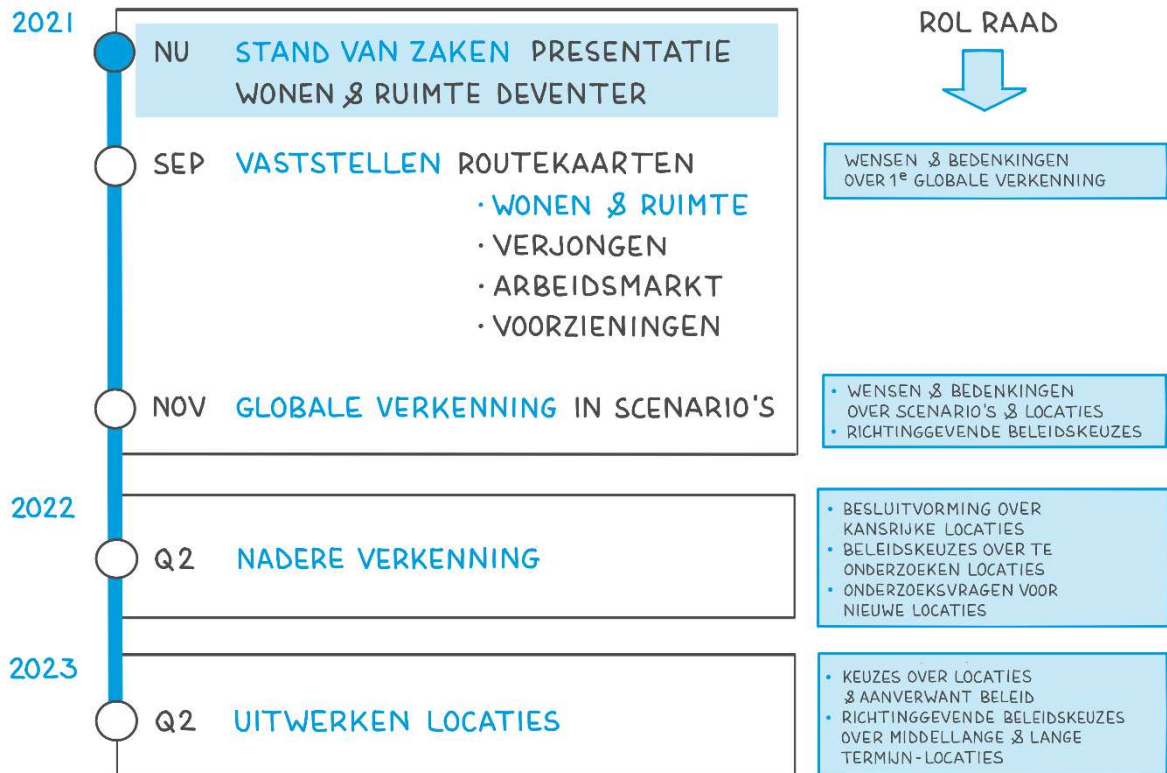 2021
NU STAND VAN ZAKEN PRESENTATIE
WONEN & RUIMTE DEVENTER
ROL RAAD
SEP VASTSTELLEN ROUTEKAARTEN
· WONEN & RUIMTE
· VERJONGEN
· ARBEIDSMARKT
· VOORZIENINGEN
WENSEN & BEDENKINGEN
OVER 1e GLOBALE VERKENNING
NOV GLOBALE VERKENNING IN SCENARIO'S
• WENSEN & BEDENKINGEN
OVER SCENARIO'S & LOCATIES
• RICHTINGGEVENDE BELEIDSKEUZES
2022
Q2 NADERE VERKENNING
• BESLUITVORMING OVER
KANSRIJKE LOCATIES
• BELEIDSKEUZES OVER TE
ONDERZOEKEN LOCATIES
• ONDERZOEKSVRAGEN VOOR
NIEUWE LOCATIES
2023
Q2 UITWERKEN LOCATIES
• KEUZES OVER LOCATIES
& AANVERWANT BELEID
• RICHTINGGEVENDE BELEIDSKEUZES
OVER MIDDELLANGE & LANGE
TERMIJN-LOCATIES